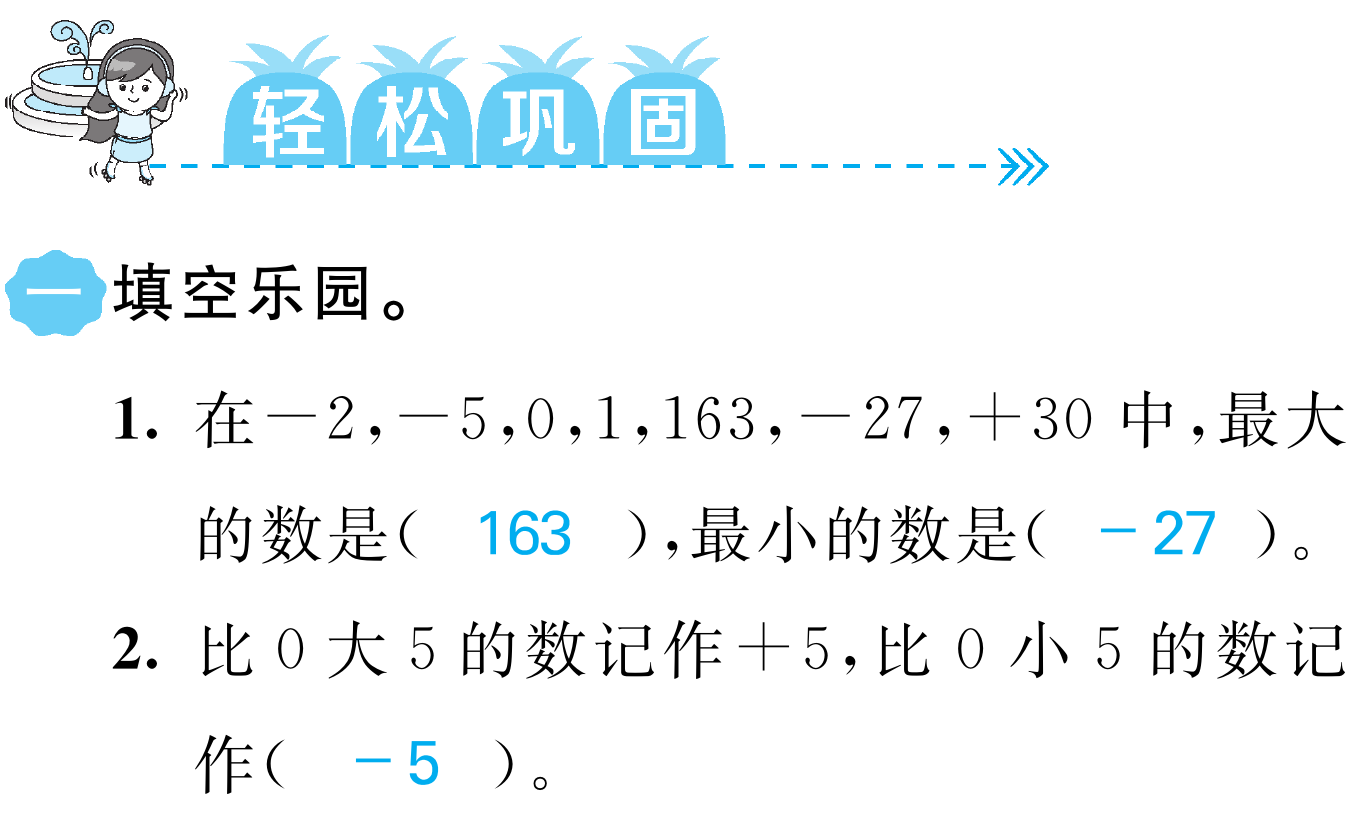 轻松巩固
一 填空乐园。
1. 在－2,－5,0,1,163,－27,＋30 中,最大
的数是( 163 ),最小的数是( －27 )。
2. 比 0 大 5 的数记作＋5,比 0 小 5 的数记
作( －5 )。